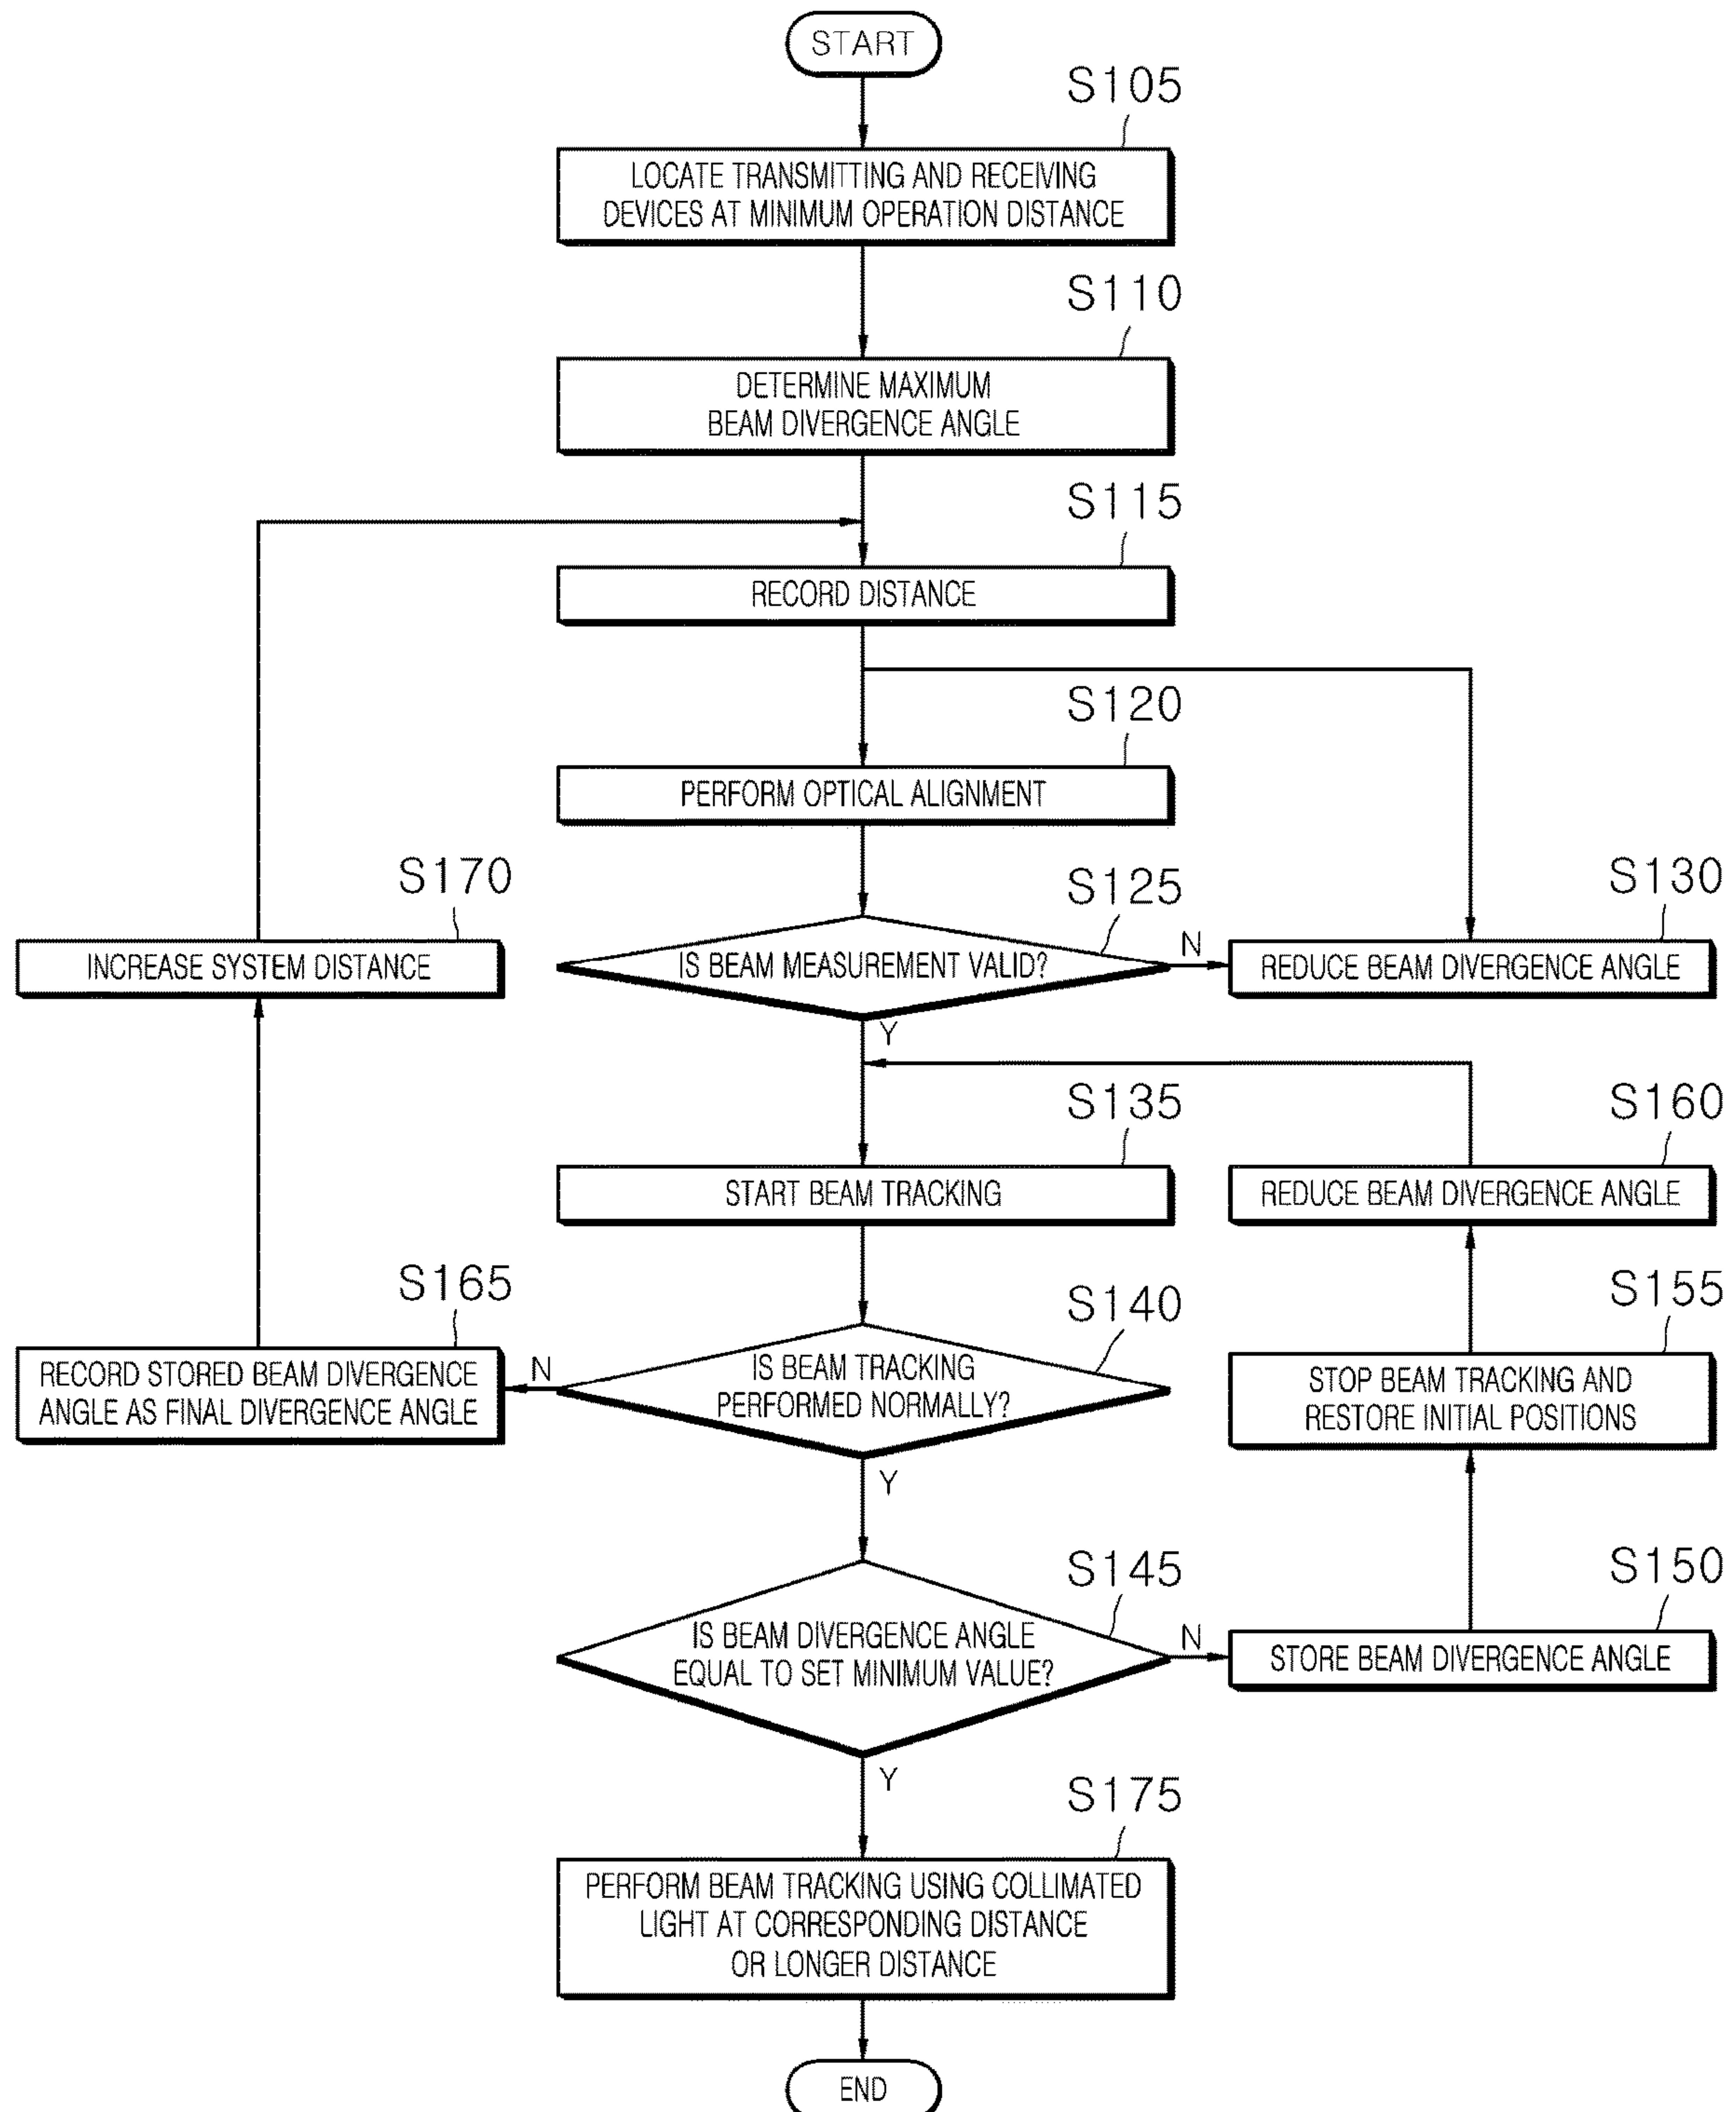 START
S105
LOCATE TRANSMITTING AND RECEIVING
DEVICES AT MINIMUM OPERATION DISTANCE
S110
DETERMINE MAXIMUM
BEAM DIVERGENCE ANGLE
S115
RECORD DISTANCE
S120
PERFORM OPTICAL ALIGNMENT
S170
INCREASE SYSTEM DISTANCE
S125
IS BEAM MEASUREMENT VALID?
N
Y
S130
REDUCE BEAM DIVERGENCE ANGLE
S135
START BEAM TRACKING
S160
REDUCE BEAM DIVERGENCE ANGLE
S165
RECORD STORED BEAM DIVERGENCE
ANGLE AS FINAL DIVERGENCE ANGLE
N
S140
IS BEAM TRACKING
PERFORMED NORMALLY?
Y
S155
STOP BEAM TRACKING AND
RESTORE INITIAL POSITIONS
S145
IS BEAM DIVERGENCE ANGLE
EQUAL TO SET MINIMUM VALUE?
N
Y
S150
STORE BEAM DIVERGENCE ANGLE
S175
PERFORM BEAM TRACKING USING COLLIMATED
LIGHT AT CORRESPONDING DISTANCE
OR LONGER DISTANCE
END